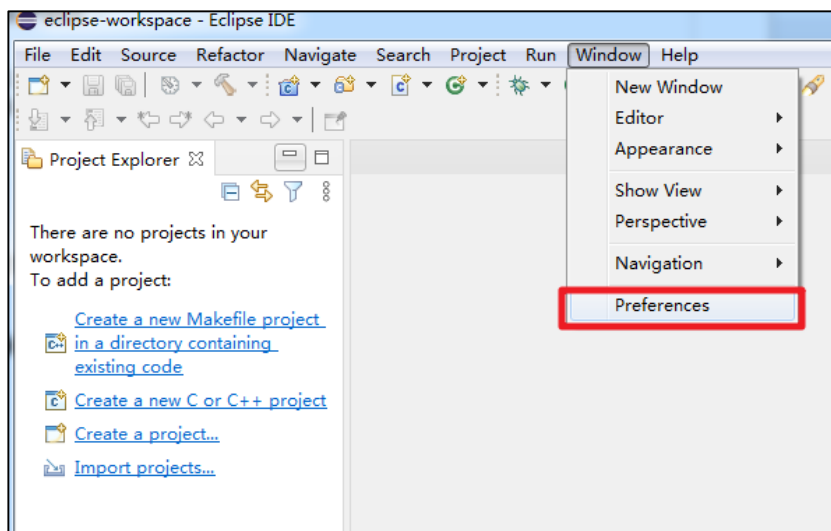 eclipse-workspace - Eclipse IDE
File Edit Source Refactor Navigate Search Project Run Window Help
New Window
Editor
Appearance
Show View
Perspective
Navigation
Preferences
Project Explorer
There are no projects in your
workspace.
To add a project:
Create a new Makefile project
in a directory containing
existing code
Create a new C or C++ project
Create a project...
Import projects...